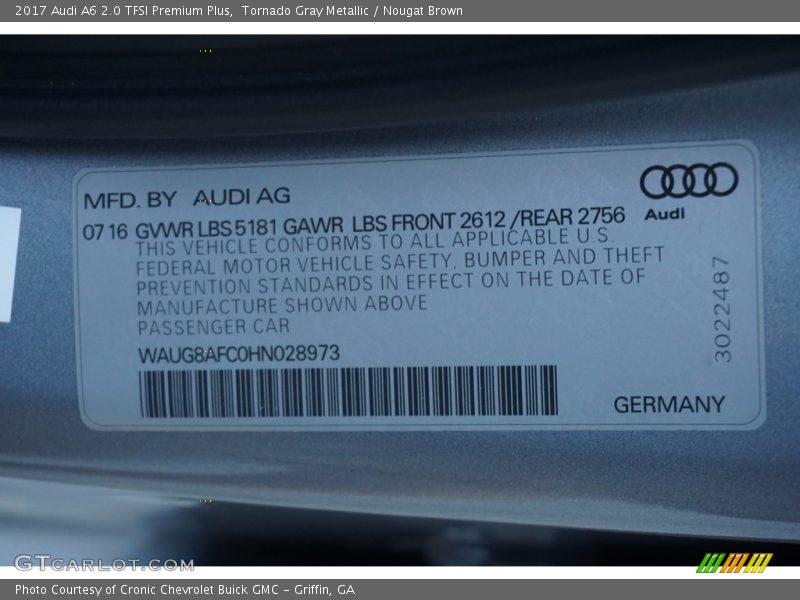 2017 Audi A6 2.0 TFSI Premium Plus,  Tornado Gray Metallic / Nougat Brown
MFD. BY  AUDI AG
Audi
07 16 GVWR LBS 5181 GAWR LBS FRONT 2612 /REAR 2756
THIS VEHICLE CONFORMS TO ALL APPLICABLE U.S.
FEDERAL MOTOR VEHICLE SAFETY, BUMPER AND THEFT
PREVENTION STANDARDS IN EFFECT ON THE DATE OF
MANUFACTURE SHOWN ABOVE
PASSENGER CAR
WAUG8AFC0HN028973
3022487
GERMANY
GTCARLOT.COM
Photo Courtesy of Cronic Chevrolet Buick GMC - Griffin, GA